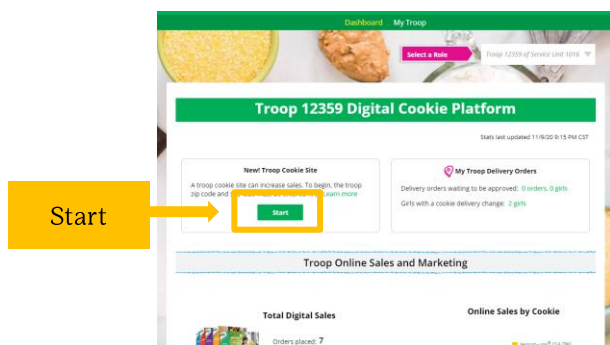 Dashboard My Troop
Select a Role
Troop 12359 of Service Unit 1016
Troop 12359 Digital Cookie Platform
Stats last updated 11/9/20 9:15 PM CST
New! Troop Cookie Site
A troop cookie site can increase sales. To begin, the troop
zip code and Learn more
Start
My Troop Delivery Orders
Delivery orders waiting to be approved: 0 orders, 0 girls
Girls with a cookie delivery change: 2 girls
Start
Troop Online Sales and Marketing
Total Digital Sales
Orders placed: 7
Online Sales by Cookie